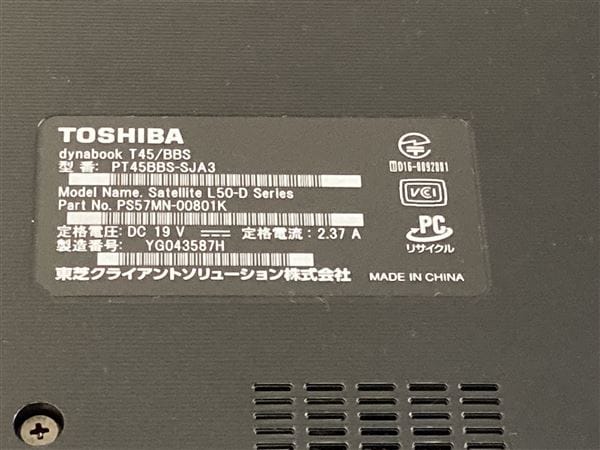 TOSHIBA
dynabook T45/BBS
型 番: PT45BBS-SJA3
Model Name. Satellite L50-D Series
Part No. PS57MN-00801K
定格電圧: DC 19 V 定格電流: 2.37 A
製造番号: YG043587H
東芝クライアントソリューション株式会社
MADE IN CHINA
VCI
PC
リサイクル